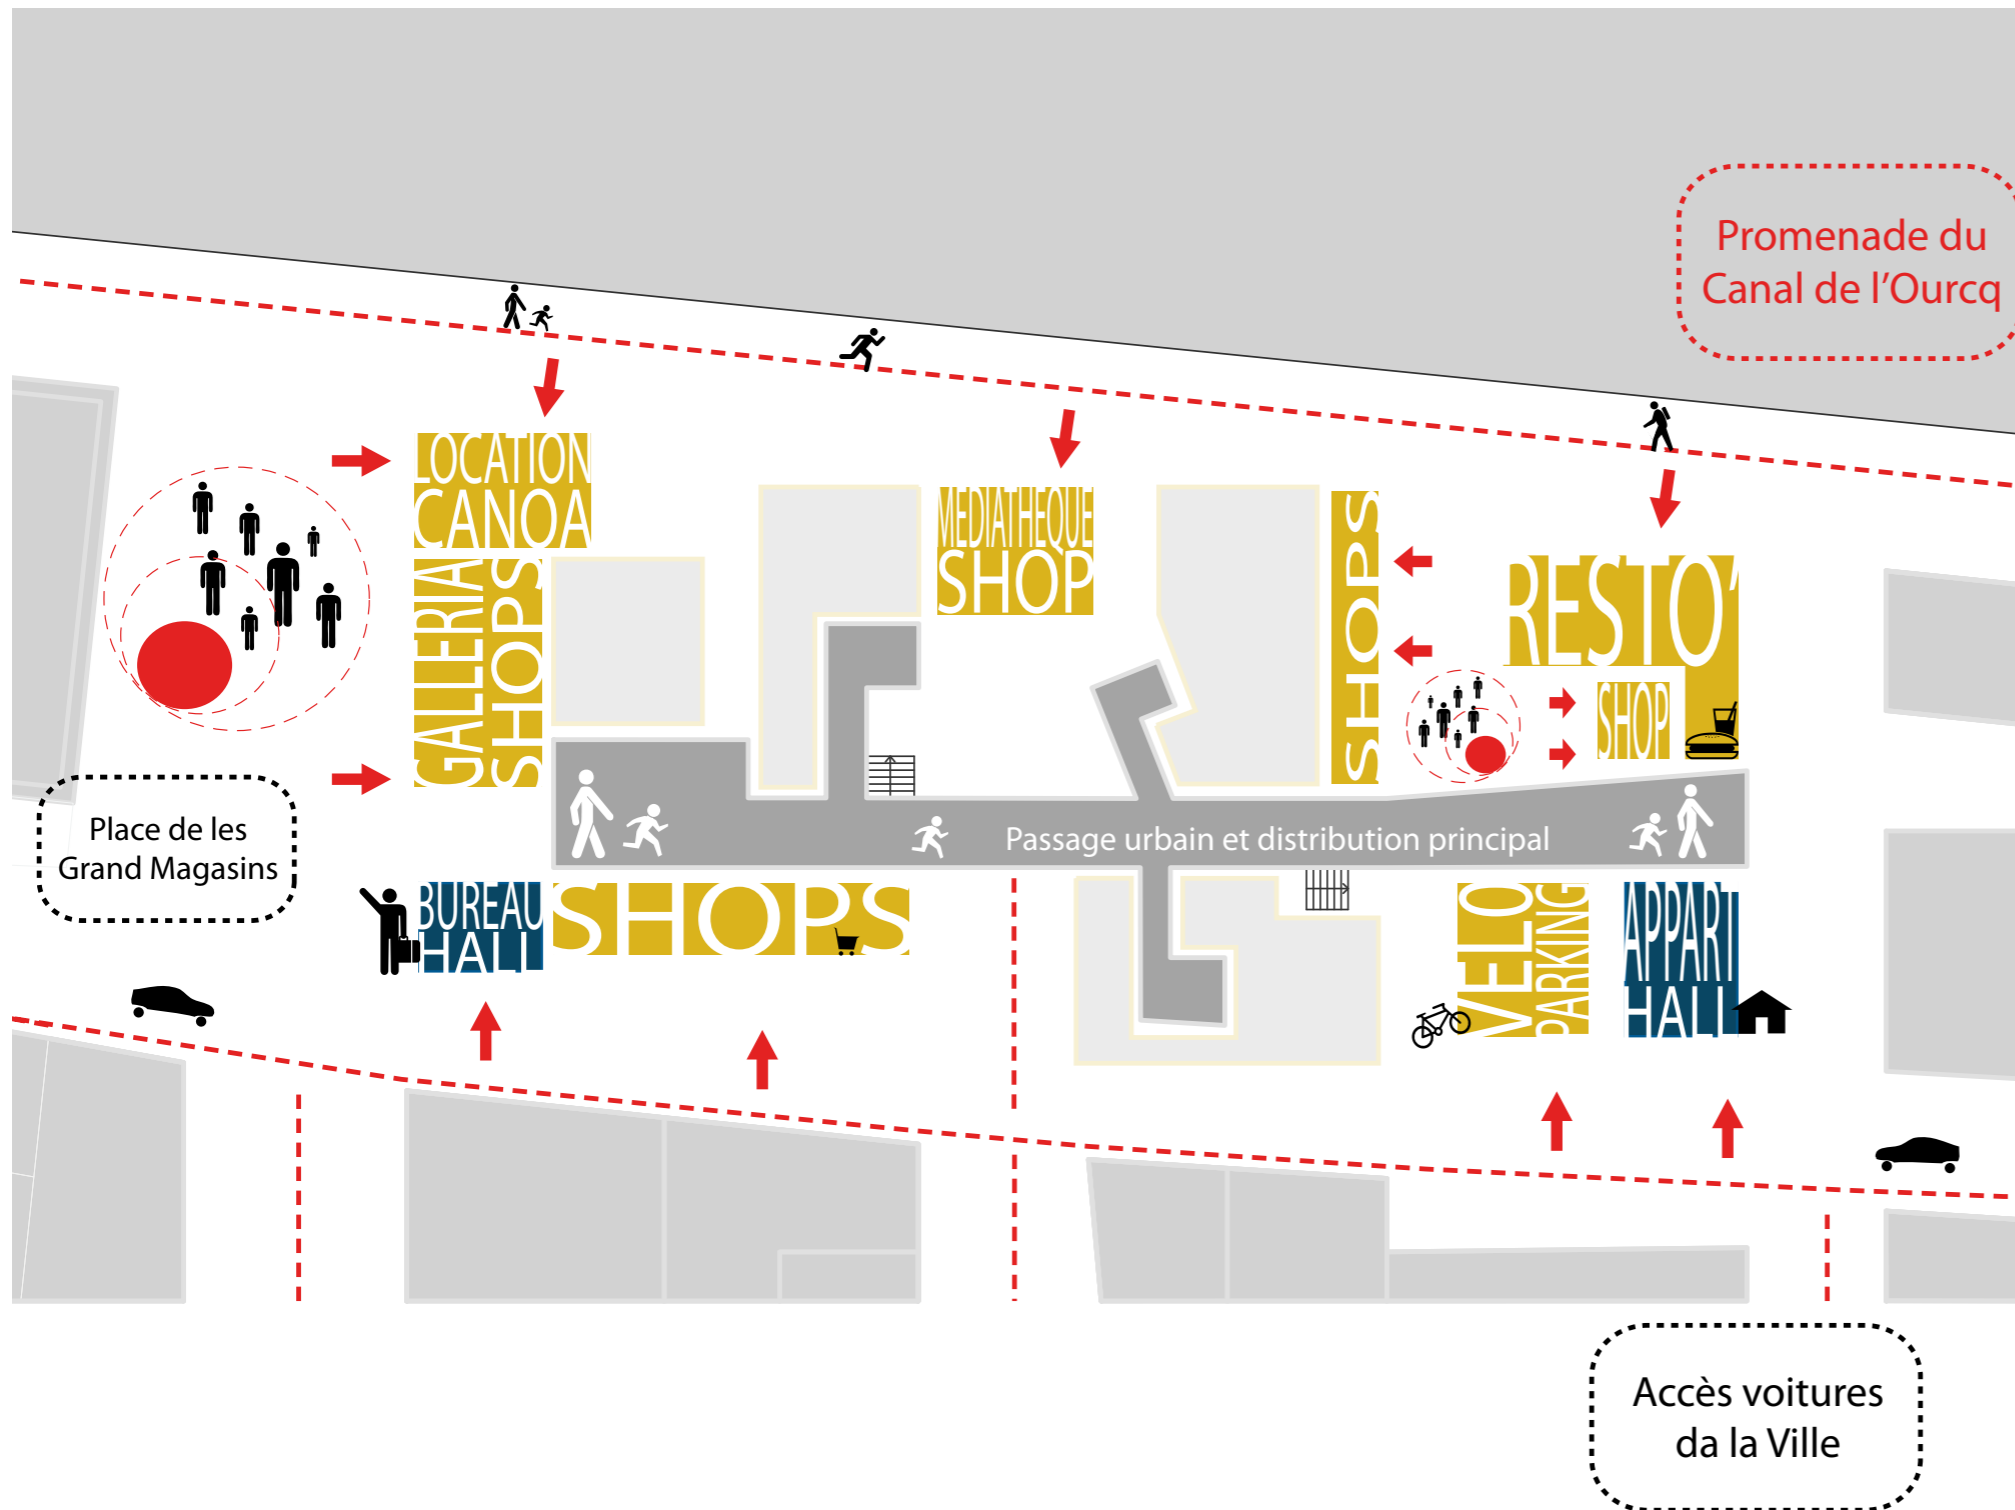 Promenade du
Canal de l'Ourcq
LOCATION
CANOA
GALLERIA
SHOPS
MEDIATHEQUE
SHOP
SHOPS
RESTO'
SHOP
Place de les
Grand Magasins
Passage urbain et distribution principal
BUREAU
HALL
SHOPS
VELO
PARKING
APPART
HALL
Accès voitures
da la Ville